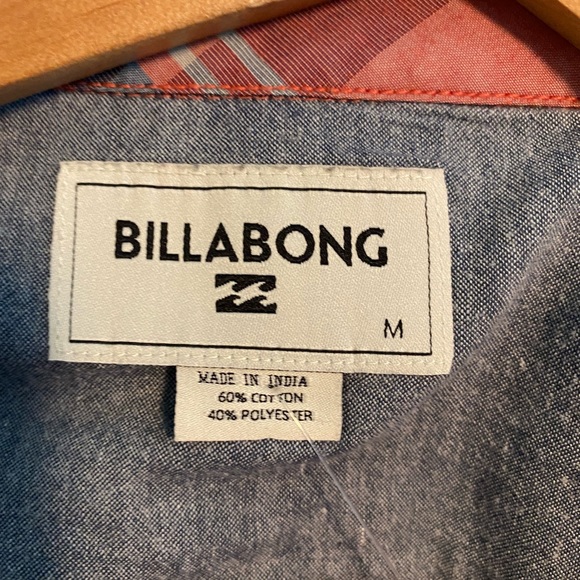 BILLABONG
M
MADE IN INDIA
60% COTTON
40% POLYESTER